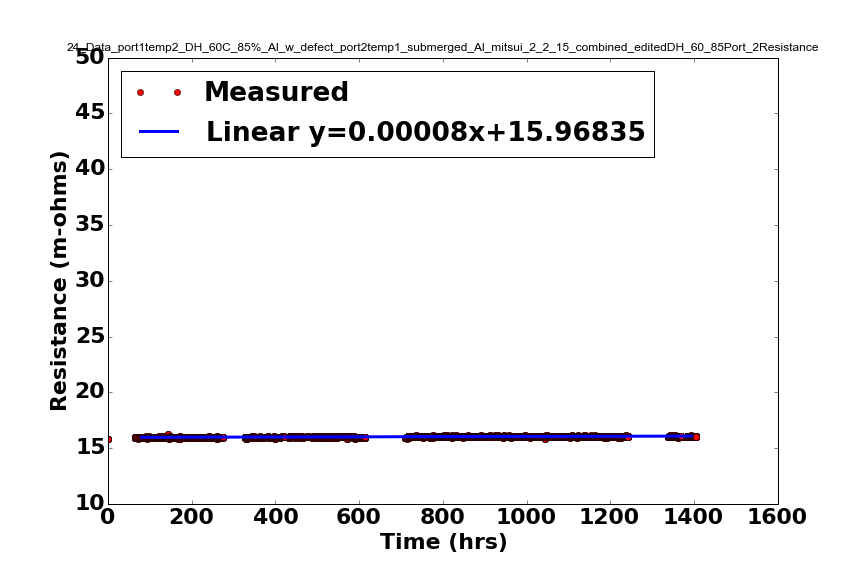 24_Data_port1temp2_DH_60C_85%_Al_w_defect_port2temp1_submerged_Al_mitsui_2_2_15_combined_editedDH_60_85Port_2Resistance
Measured
Linear y=0.00008x+15.96835
Resistance (m-ohms)
50
45
40
35
30
25
20
15
10
0 200 400 600 800 1000 1200 1400 1600
Time (hrs)